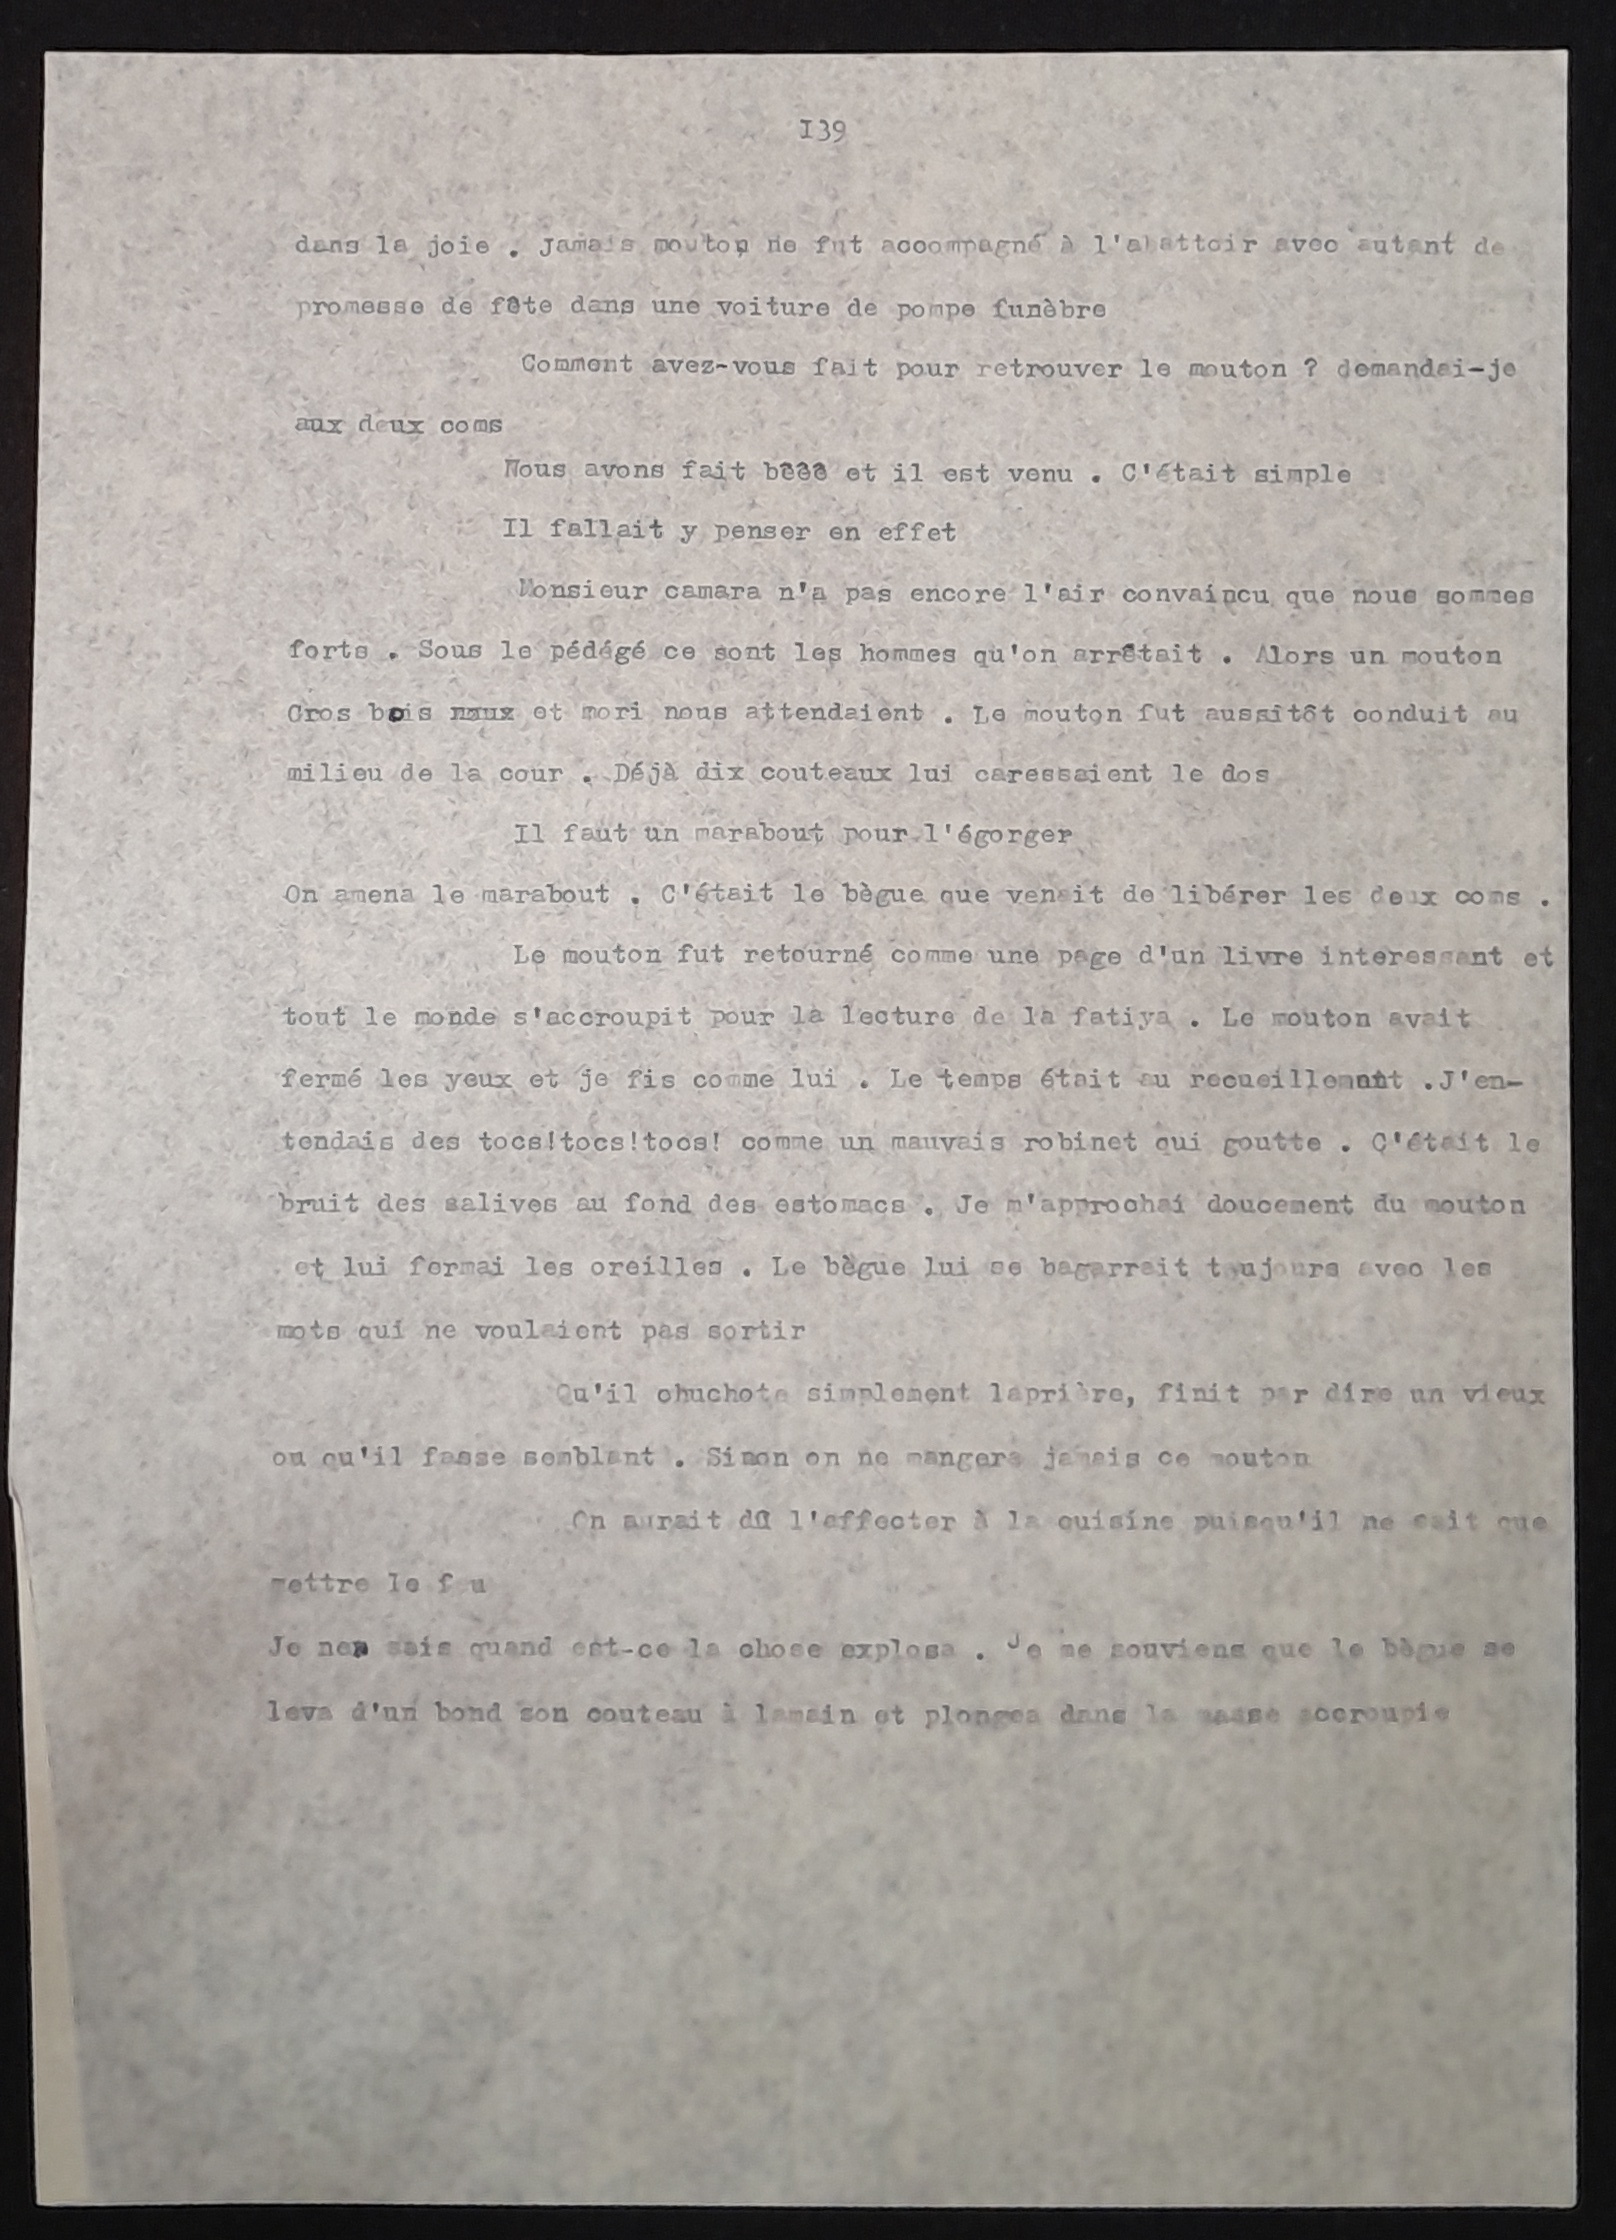 I39
dans la joie . Jamais mouton ne fut accompagné à l'abattoir avec autant de
promesse de fête dans une voiture de pompe funèbre
Comment avez-vous fait pour retrouver le mouton ? demandai-je
aux deux coms
Nous avons fait bêêê et il est venu . C'était simple
Il fallait y penser en effet
Monsieur camara n'a pas encore l'air convaincu que nous sommes
forts . Sous le pédégé ce sont les hommes qu'on arrêtait . Alors un mouton
Gros bois et mori nous attendaient . Le mouton fut aussitôt conduit au
milieu de la cour . Déjà dix couteaux lui caressaient le dos
Il faut un marabout pour l'égorger
On amena le marabout . C'était le bègue que venait de libérer les deux coms .
Le mouton fut retourné comme une page d'un livre interessant et
tout le monde s'accroupit pour la lecture de la fatiya . Le mouton avait
fermé les yeux et je fis comme lui . Le temps était au recueillement .J'en-
tendais des tocs!tocs!tocs! comme un mauvais robinet qui goutte . C'était le
bruit des salives au fond des estomacs . Je m'approchai doucement du mouton
et lui fermai les oreilles . Le bègue lui se bagarrait toujours avec les
mots qui ne voulaient pas sortir
Qu'il chuchote simplement laprière, finit par dire un vieux
ou qu'il fasse semblant . Sinon on ne mangera jamais ce mouton
On aurait dû l'affecter à la cuisine puisqu'il ne sait que
mettre le feu
Je ne sais quand est-ce la chose explosa . Je me souviens que le bègue se
leva d'un bond son couteau à lamain et plongea dans la masse accroupie